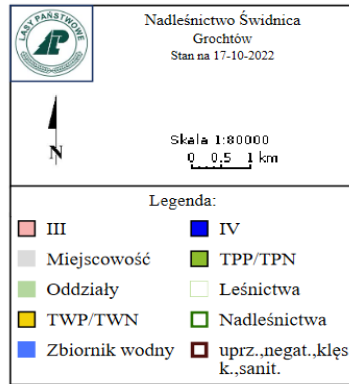 LASY PAŃSTWOWE
Nadleśnictwo Świdnica
Grochtów
Stan na 17-10-2022
N
Skala 1:80000
0 0.5 1 km
Legenda:
III
IV
Miejscowość
TPP/TPN
Oddziały
Leśnictwa
TWP/TWN
Nadleśnictwa
Zbiornik wodny
uprz.,negat.,klęs
k.,sanit.